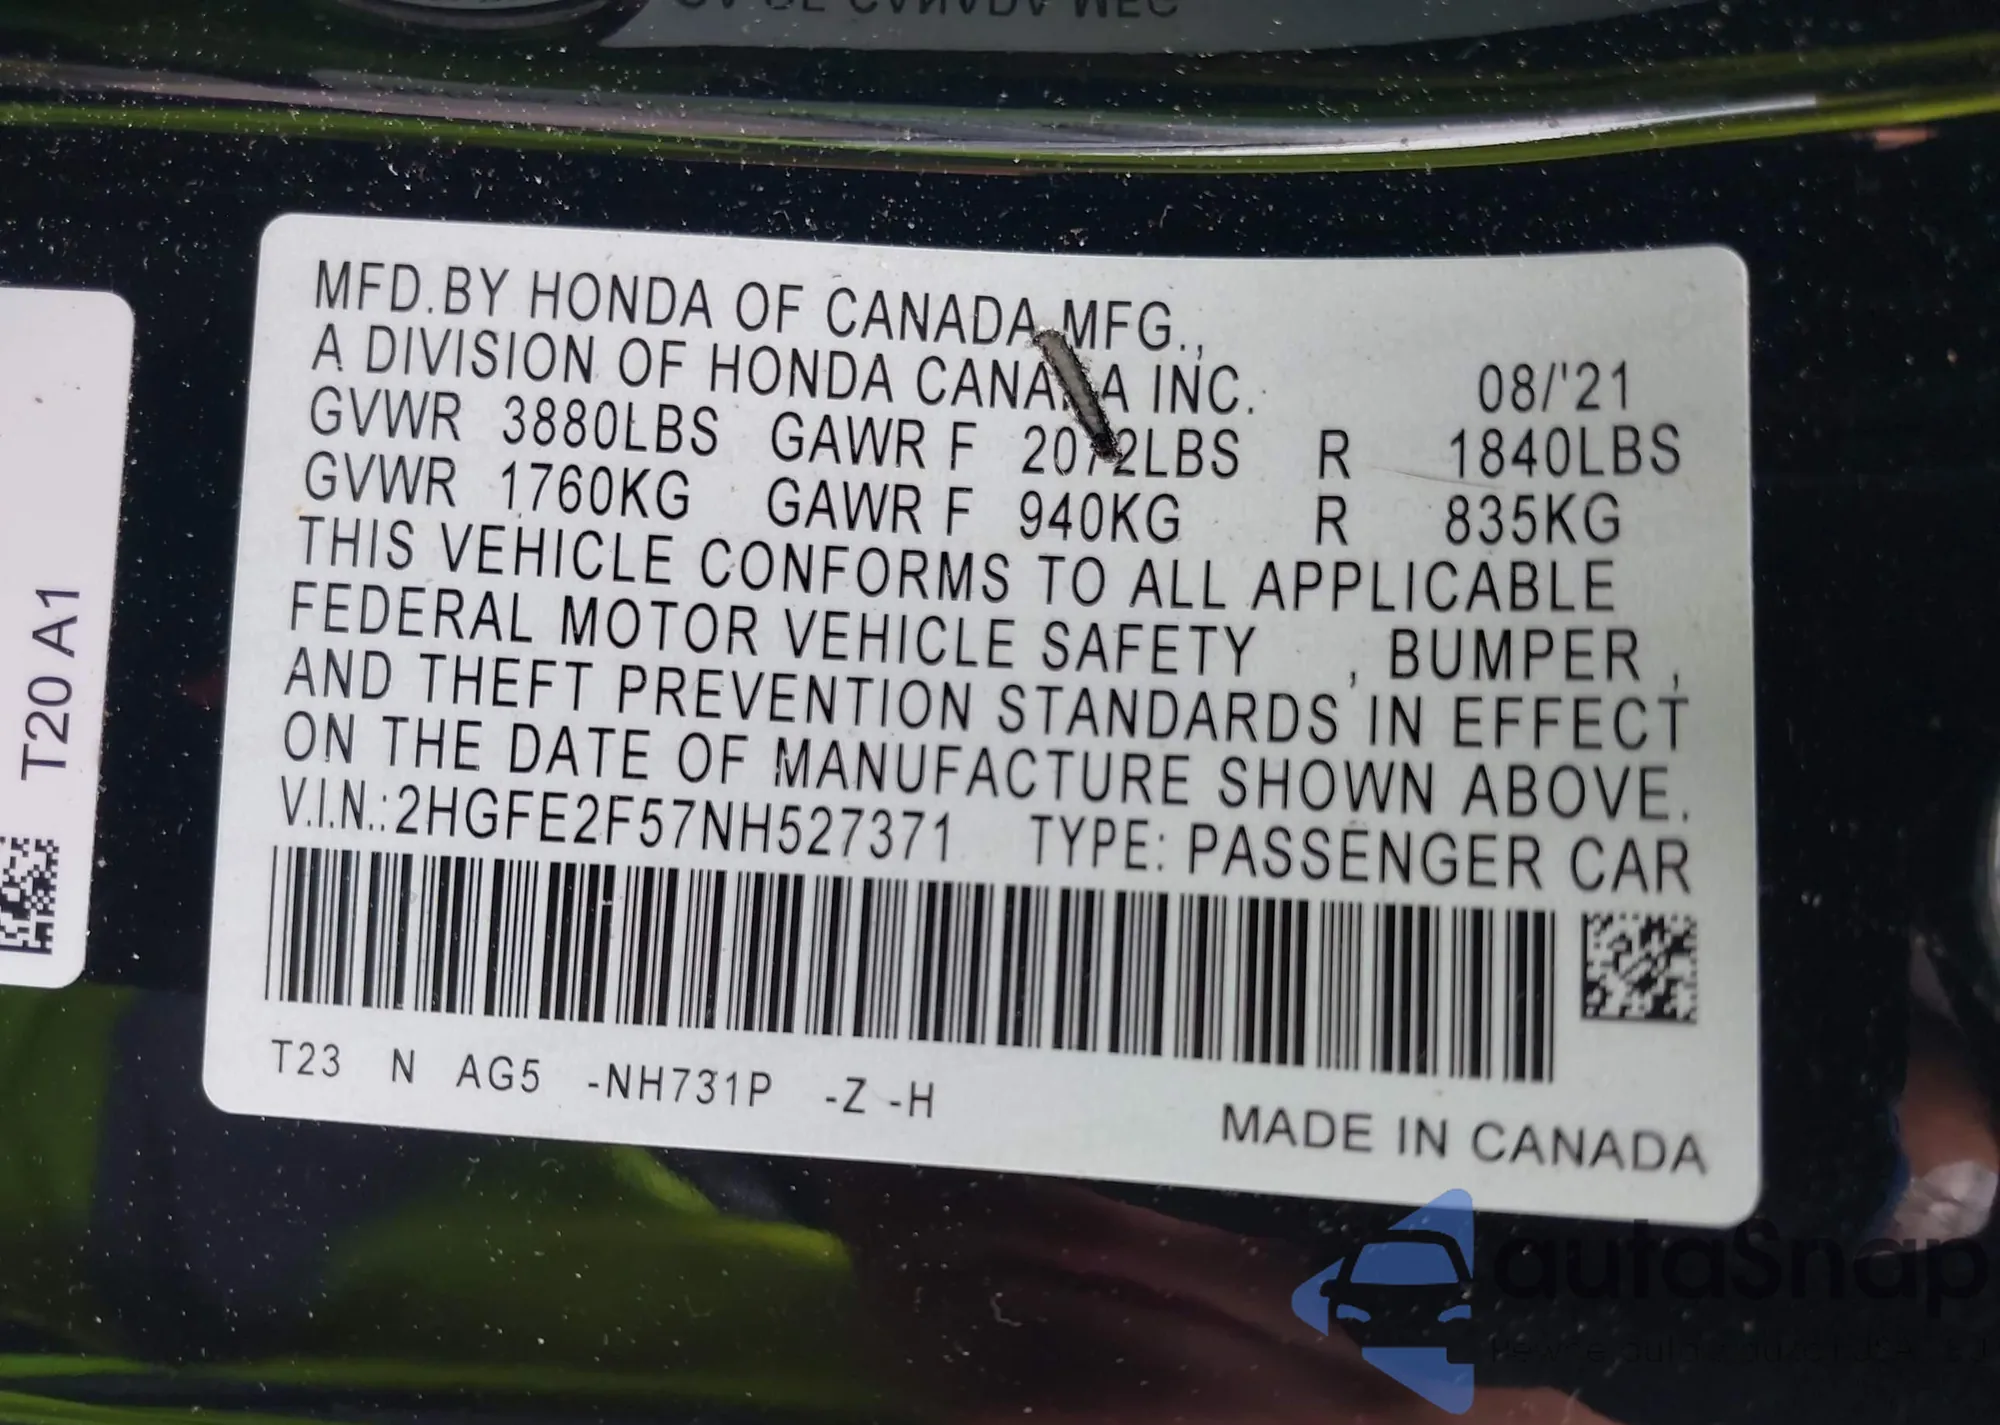 MFD.BY HONDA OF CANADA MFG.,
A DIVISION OF HONDA CANADA INC. 08/'21
GVWR 3880LBS GAWR F 2072LBS R 1840LBS
GVWR 1760KG GAWR F 940KG R 835KG
THIS VEHICLE CONFORMS TO ALL APPLICABLE
FEDERAL MOTOR VEHICLE SAFETY , BUMPER ,
AND THEFT PREVENTION STANDARDS IN EFFECT
ON THE DATE OF MANUFACTURE SHOWN ABOVE.
V.I.N.:2HGFE2F57NH527371 TYPE: PASSENGER CAR
T23 N AG5 -NH731P -Z -H
MADE IN CANADA
T20 A1
autaSnap